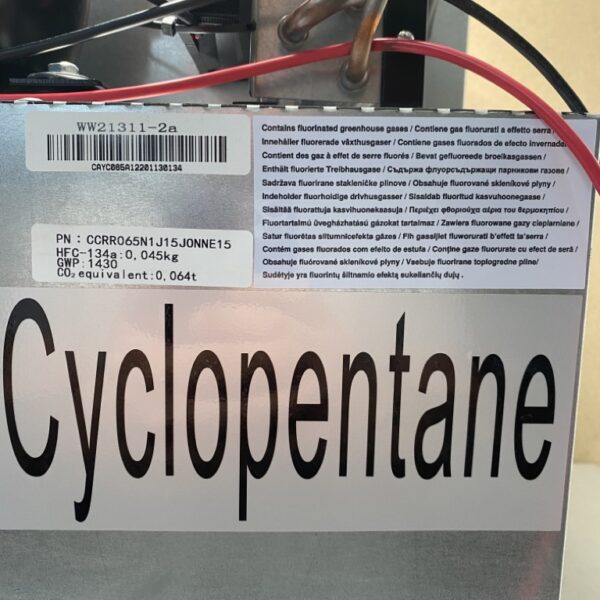 WW21311-2a
CAYC065A12201130134
PN : CCRR065N1J15JONNE15
HFC-134a:0, 045kg
GWP:1430
CO₂ equivalent:0, 064t
Contains fluorinated greenhouse gases / Contiene gas fluorurati a effetto serra
Innehåller fluorerade växthusgaser / Contiene gases fluorados de efecto invernader
Contient des gaz à effet de serre fluorés / Bevat gefluoreerde broeikasgassen /
Enthält fluorierte Treibhausgase / Съдържа флуорсъдържащи парникови газове /
Sadržava fluorirane stakleničke plinove / Obsahuje fluorované skleníkové plyny /
Indeholder fluorholdige drivhusgasser / Sisaldab fluoritud kasvuhoonegaase /
Sisältää fluorattuja kasvihuonekaasuja / Περιέχει φθοριούχα αέρια του θερμοκηπίου /
Fluortartalmú üvegházhatású gázokat tartalmaz / Zawiera fluorowane gazy cieplarniane /
Satur fluorētas siltumnīcefekta gāzes / Fih gassijiet fluworurati b'effett ta'serra /
Contém gases fluorados com efeito de estufa / Conține gaze fluorurate cu efect de seră /
Obsahuje fluórované skleníkové plyny / Vsebuje fluorirane toplogredne pline/
Sudėtyje yra fluorintų šiltnamio efektą sukeliančių dujų .
Cyclopentane